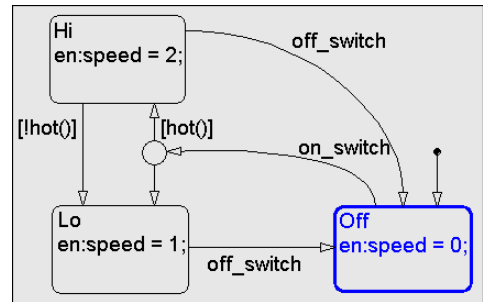 Hi
en:speed = 2;
off_switch
[!hot()]
[hot()]
on_switch
Lo
en:speed = 1;
off_switch
Off
en:speed = 0;